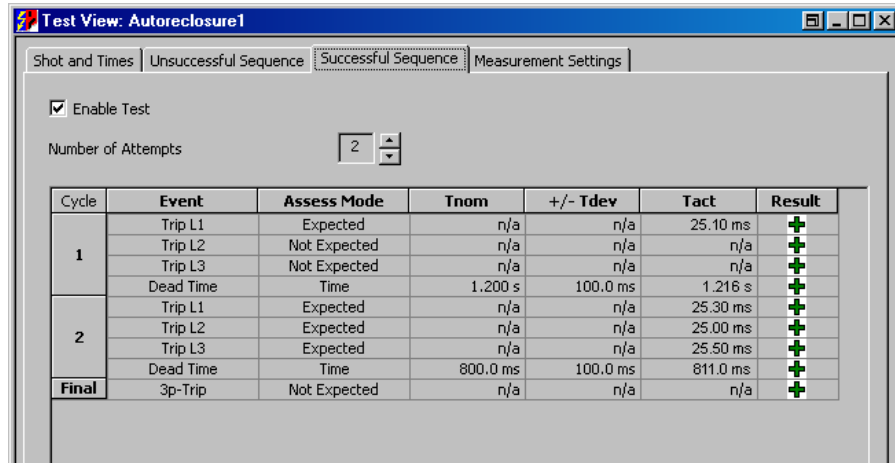 Test View: Autoreclosure1
Shot and Times Unsuccessful Sequence Successful Sequence Measurement Settings
Enable Test
Number of Attempts 2
Cycle Event Assess Mode Tnom +/- Tdev Tact Result
1 Trip L1 Expected n/a n/a 25.10 ms
Trip L2 Not Expected n/a n/a n/a
Trip L3 Not Expected n/a n/a n/a
Dead Time Time 1.200 s 100.0 ms 1.216 s
2 Trip L1 Expected n/a n/a 25.30 ms
Trip L2 Expected n/a n/a 25.00 ms
Trip L3 Expected n/a n/a 25.50 ms
Dead Time Time 800.0 ms 100.0 ms 811.0 ms
Final 3p-Trip Not Expected n/a n/a n/a